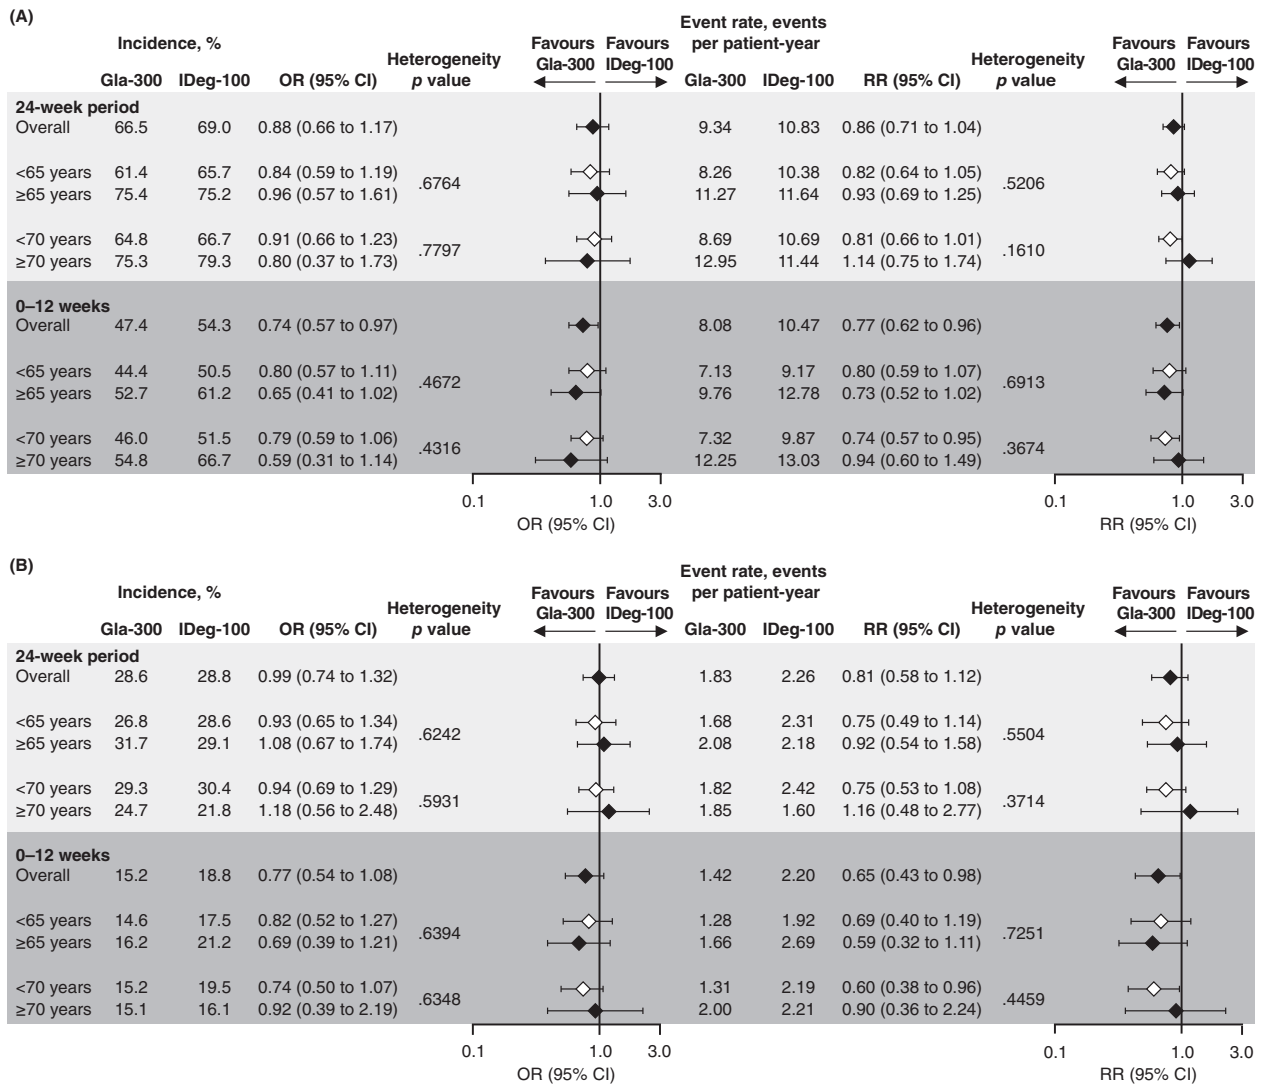 (A)
Incidence, %
Gla-300 IDeg-100 OR (95% CI) Heterogeneity p value Favours Gla-300 Favours IDeg-100 Event rate, events per patient-year Gla-300 IDeg-100 RR (95% CI) Heterogeneity p value Favours Gla-300 Favours IDeg-100
24-week period
Overall 66.5 69.0 0.88 (0.66 to 1.17) 9.34 10.83 0.86 (0.71 to 1.04)
<65 years 61.4 65.7 0.84 (0.59 to 1.19) 8.26 10.38 0.82 (0.64 to 1.05)
.6764 .5206
≥65 years 75.4 75.2 0.96 (0.57 to 1.61) 11.27 11.64 0.93 (0.69 to 1.25)
<70 years 64.8 66.7 0.91 (0.66 to 1.23) 8.69 10.69 0.81 (0.66 to 1.01)
.7797 .1610
≥70 years 75.3 79.3 0.80 (0.37 to 1.73) 12.95 11.44 1.14 (0.75 to 1.74)
0–12 weeks
Overall 47.4 54.3 0.74 (0.57 to 0.97) 8.08 10.47 0.77 (0.62 to 0.96)
<65 years 44.4 50.5 0.80 (0.57 to 1.11) 7.13 9.17 0.80 (0.59 to 1.07)
.4672 .6913
≥65 years 52.7 61.2 0.65 (0.41 to 1.02) 9.76 12.78 0.73 (0.52 to 1.02)
<70 years 46.0 51.5 0.79 (0.59 to 1.06) 7.32 9.87 0.74 (0.57 to 0.95)
.4316 .3674
≥70 years 54.8 66.7 0.59 (0.31 to 1.14) 12.25 13.03 0.94 (0.60 to 1.49)
0.1 1.0 3.0 0.1 1.0 3.0
OR (95% CI) RR (95% CI)
(B)
Incidence, %
Gla-300 IDeg-100 OR (95% CI) Heterogeneity p value Favours Gla-300 Favours IDeg-100 Event rate, events per patient-year Gla-300 IDeg-100 RR (95% CI) Heterogeneity p value Favours Gla-300 Favours IDeg-100
24-week period
Overall 28.6 28.8 0.99 (0.74 to 1.32) 1.83 2.26 0.81 (0.58 to 1.12)
<65 years 26.8 28.6 0.93 (0.65 to 1.34) 1.68 2.31 0.75 (0.49 to 1.14)
.6242 .5504
≥65 years 31.7 29.1 1.08 (0.67 to 1.74) 2.08 2.18 0.92 (0.54 to 1.58)
<70 years 29.3 30.4 0.94 (0.69 to 1.29) 1.82 2.42 0.75 (0.53 to 1.08)
.5931 .3714
≥70 years 24.7 21.8 1.18 (0.56 to 2.48) 1.85 1.60 1.16 (0.48 to 2.77)
0–12 weeks
Overall 15.2 18.8 0.77 (0.54 to 1.08) 1.42 2.20 0.65 (0.43 to 0.98)
<65 years 14.6 17.5 0.82 (0.52 to 1.27) 1.28 1.92 0.69 (0.40 to 1.19)
.6394 .7251
≥65 years 16.2 21.2 0.69 (0.39 to 1.21) 1.66 2.69 0.59 (0.32 to 1.11)
<70 years 15.2 19.5 0.74 (0.50 to 1.07) 1.31 2.19 0.60 (0.38 to 0.96)
.6348 .4459
≥70 years 15.1 16.1 0.92 (0.39 to 2.19) 2.00 2.21 0.90 (0.36 to 2.24)
0.1 1.0 3.0 0.1 1.0 3.0
OR (95% CI) RR (95% CI)